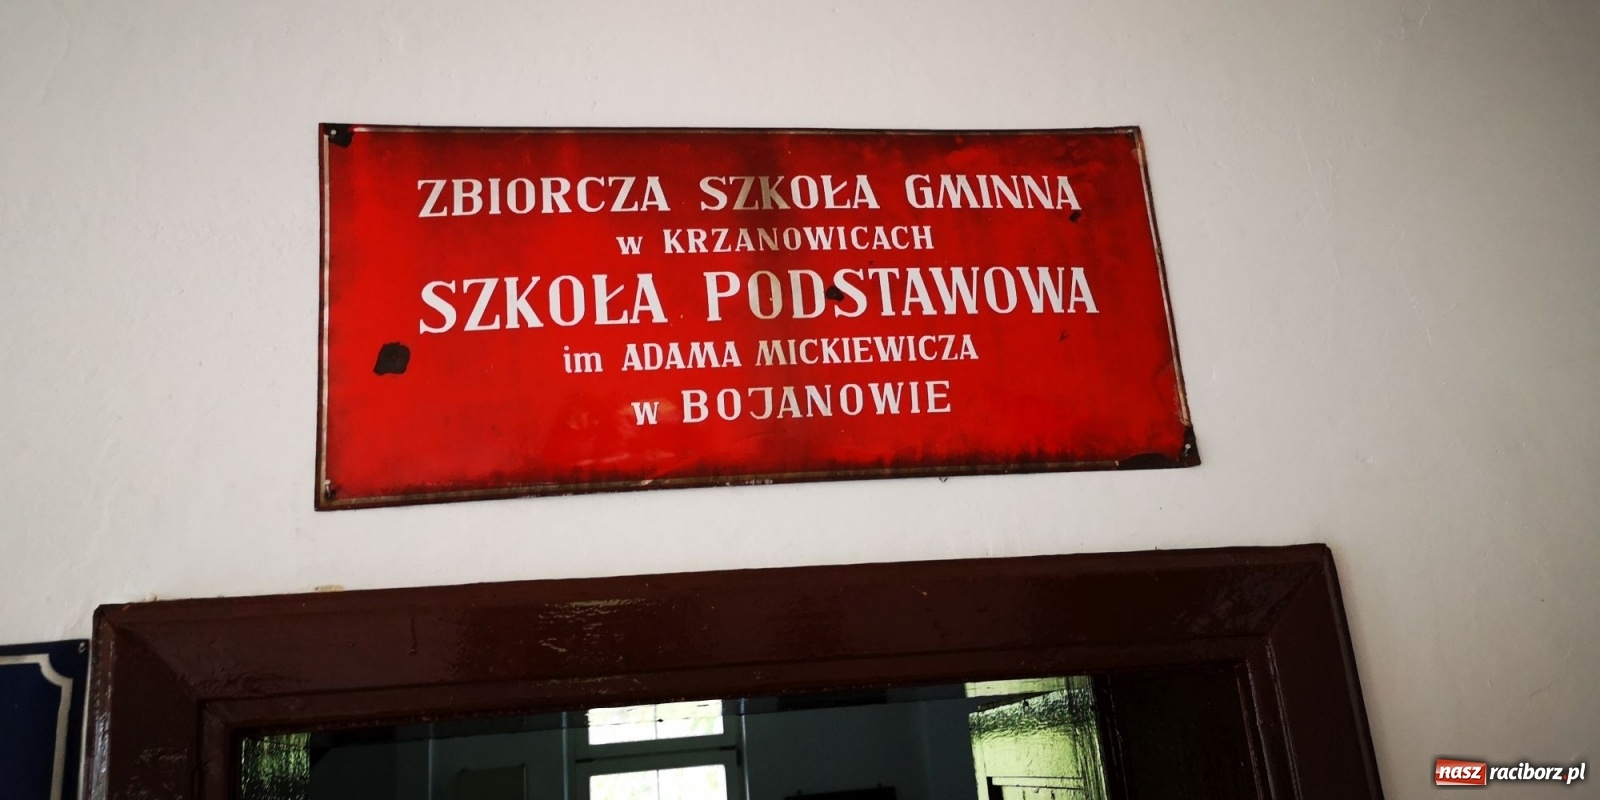 ZBIORCZA SZKOŁA GMINNA
w KRZANOWICACH
SZKOŁA PODSTAWOWA
im ADAMA MICKIEWICZA
w BOJANOWIE
nasz raciborz.pl